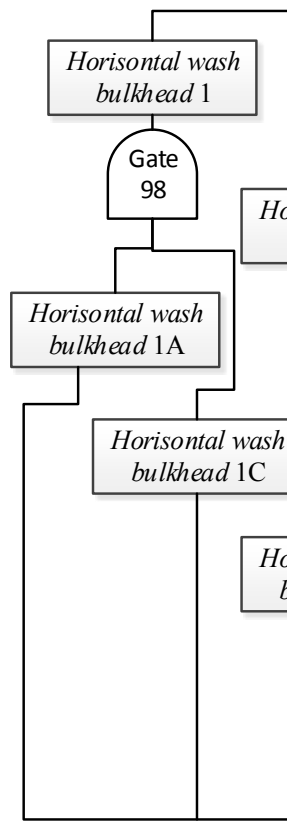 Horisontal wash
bulkhead 1
Gate
98
Horisontal wash
bulkhead 1A
Horisontal wash
bulkhead 1C